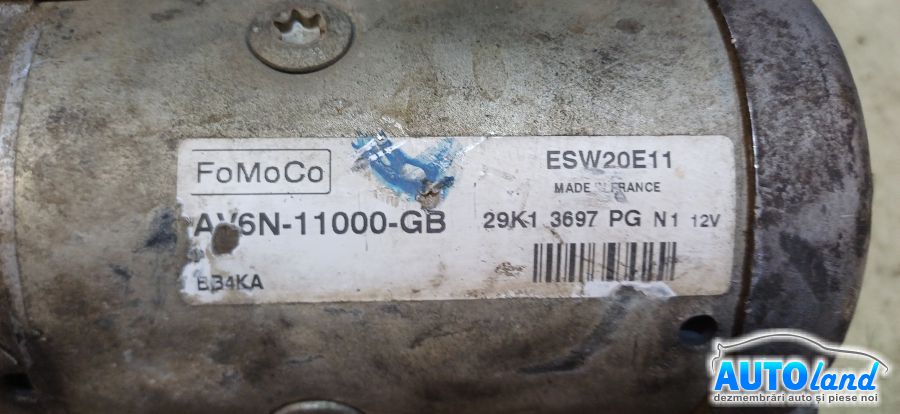 FoMoCo
ESW20E11
MADE IN FRANCE
AV6N-11000-GB
29K1 3697 PG N1 12V
AUTOland
dezmembrări auto și piese noi